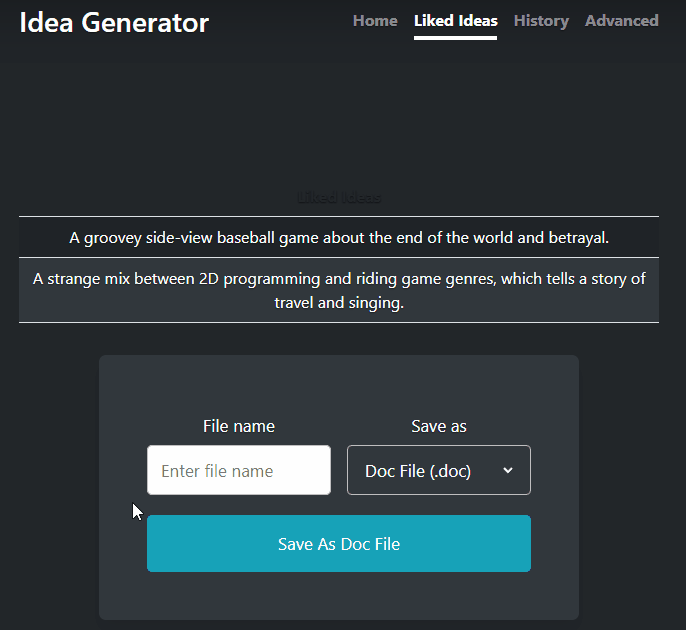 Idea Generator
Home Liked Ideas History Advanced
Liked Ideas
A groovey side-view baseball game about the end of the world and betrayal.
A strange mix between 2D programming and riding game genres, which tells a story of
travel and singing.
File name Save as
Enter file name Doc File (.doc)
Save As Doc File